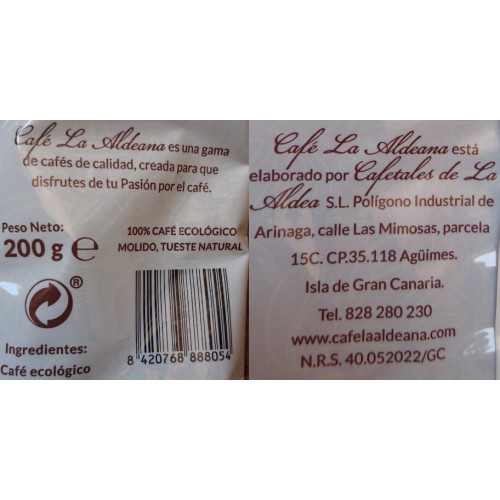 Café La Aldeana es una gama
de cafés de calidad, creada para que
disfrutes de tu Pasión por el café.
Peso Neto:
200 g ℮
100% CAFÉ ECOLÓGICO
MOLIDO, TUESTE NATURAL
®
8 420768 888054
Ingredientes:
Café ecológico
Café La Aldeana está
elaborado por Cafetales de La
Aldea S.L. Polígono Industrial de
Arinaga, calle Las Mimosas, parcela
15C. CP.35.118 Agüimes.
Isla de Gran Canaria.
Tel. 828 280 230
www.cafelaaldeana.com
N.R.S. 40.052022/GC